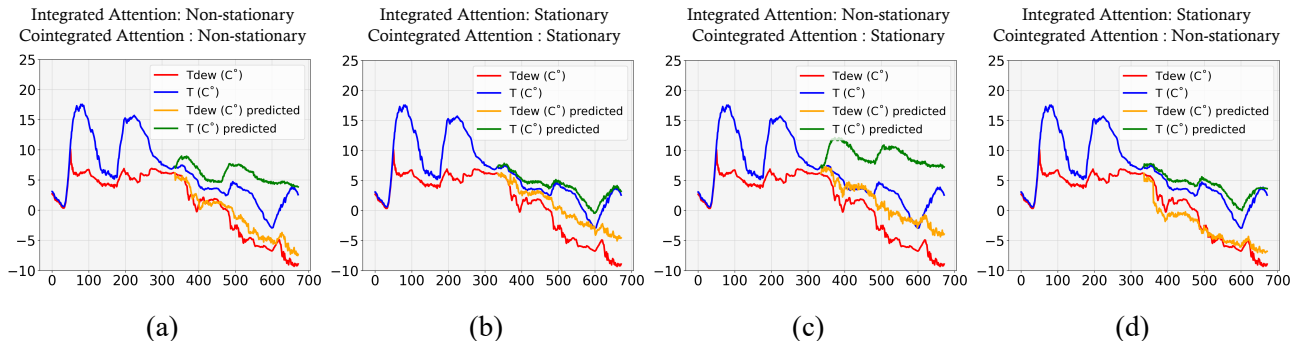 Integrated Attention: Non-stationary
Cointegrated Attention : Non-stationary
25
20
15
10
5
0
−5
−10
0 100 200 300 400 500 600 700
Tdew (C°)
T (C°)
Tdew (C°) predicted
T (C°) predicted
(a)
Integrated Attention: Stationary
Cointegrated Attention : Stationary
25
20
15
10
5
0
−5
−10
0 100 200 300 400 500 600 700
Tdew (C°)
T (C°)
Tdew (C°) predicted
T (C°) predicted
(b)
Integrated Attention: Non-stationary
Cointegrated Attention : Stationary
25
20
15
10
5
0
−5
−10
0 100 200 300 400 500 600 700
Tdew (C°)
T (C°)
Tdew (C°) predicted
T (C°) predicted
(c)
Integrated Attention: Stationary
Cointegrated Attention : Non-stationary
25
20
15
10
5
0
−5
−10
0 100 200 300 400 500 600 700
Tdew (C°)
T (C°)
Tdew (C°) predicted
T (C°) predicted
(d)